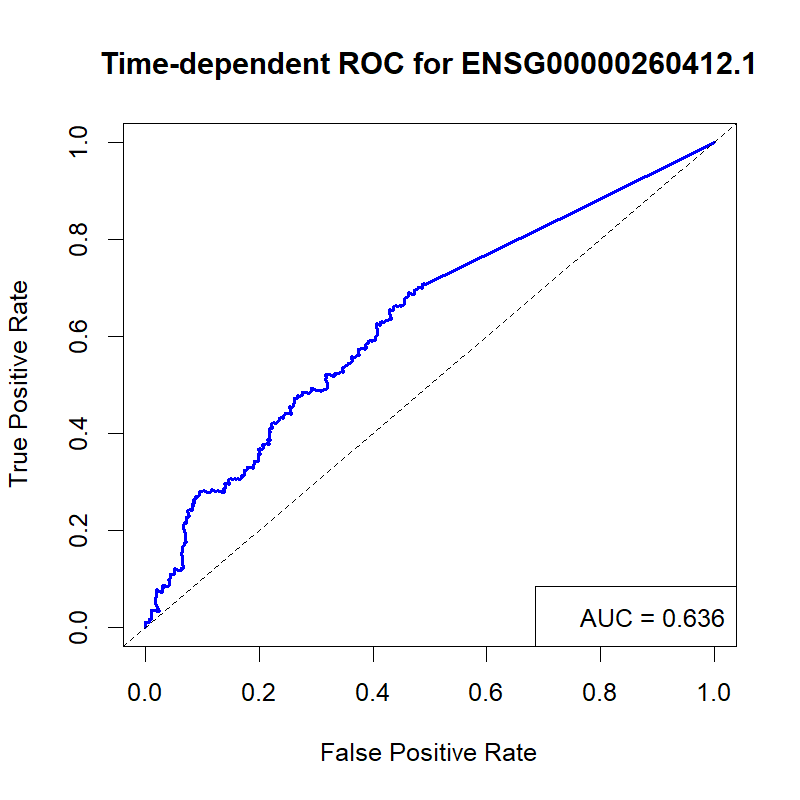 Time-dependent ROC for ENSG00000260412.1
True Positive Rate
1.0
0.8
0.6
0.4
0.2
0.0
AUC = 0.636
0.0 0.2 0.4 0.6 0.8 1.0
False Positive Rate